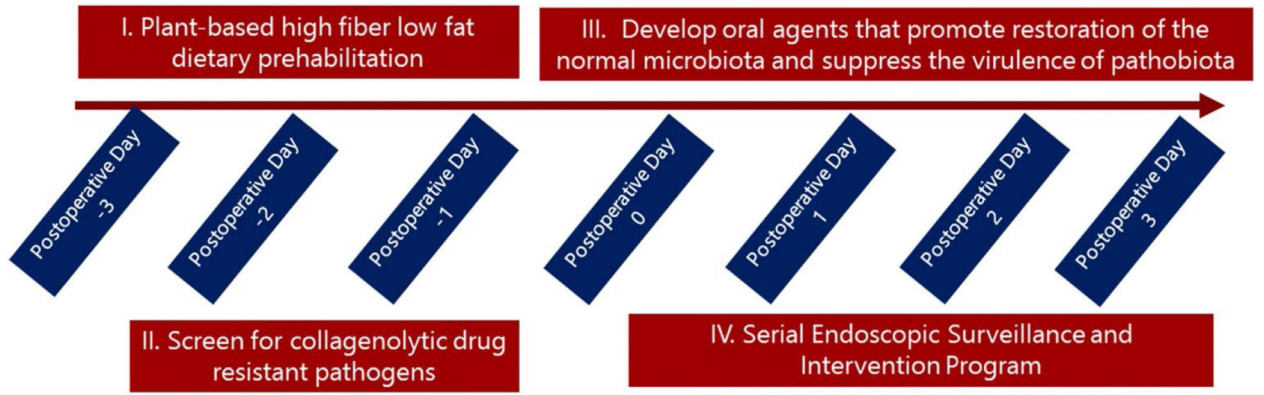 I. Plant-based high fiber low fat
dietary prehabilitation
III. Develop oral agents that promote restoration of the
normal microbiota and suppress the virulence of pathobiota
Postoperative Day
-3
Postoperative Day
-2
Postoperative Day
-1
Postoperative Day
0
Postoperative Day
1
Postoperative Day
2
Postoperative Day
3
II. Screen for collagenolytic drug
resistant pathogens
IV. Serial Endoscopic Surveillance and
Intervention Program